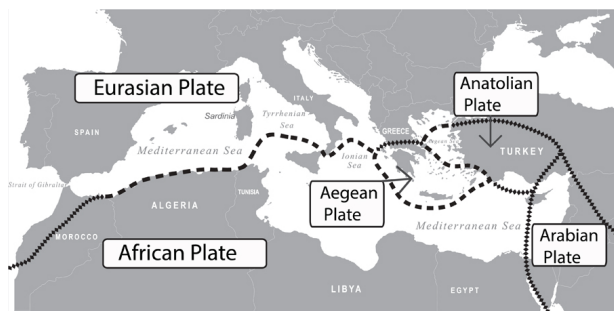 Eurasian Plate
Anatolian
Plate
ITALY
Sardinia
Tyrrhenian
Sea
SPAIN
GREECE
Aegean
TURKEY
Mediterranean Sea
Ionian
Sea
Strait of Gibraltar
TUNISIA
Aegean
Plate
ALGERIA
Mediterranean Sea
Arabian
Plate
MOROCCO
African Plate
LIBYA
EGYPT